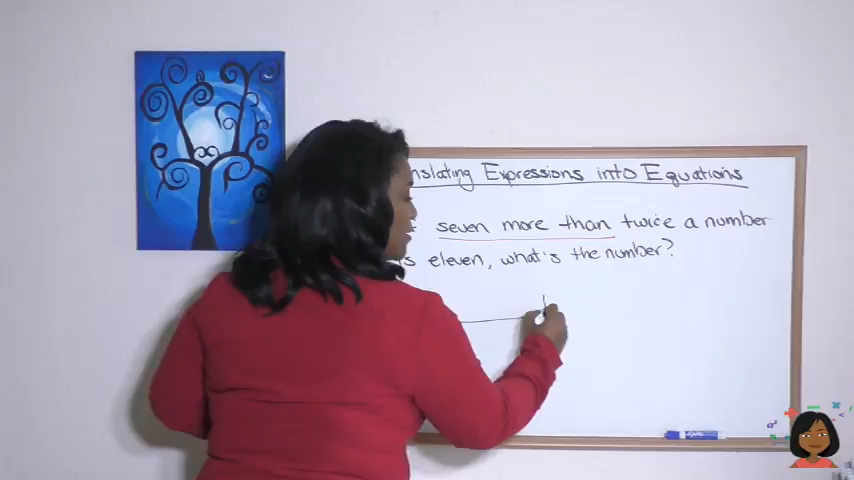 nslating Expressions into Equations
seven more than twice a number
s eleven, what's the number?